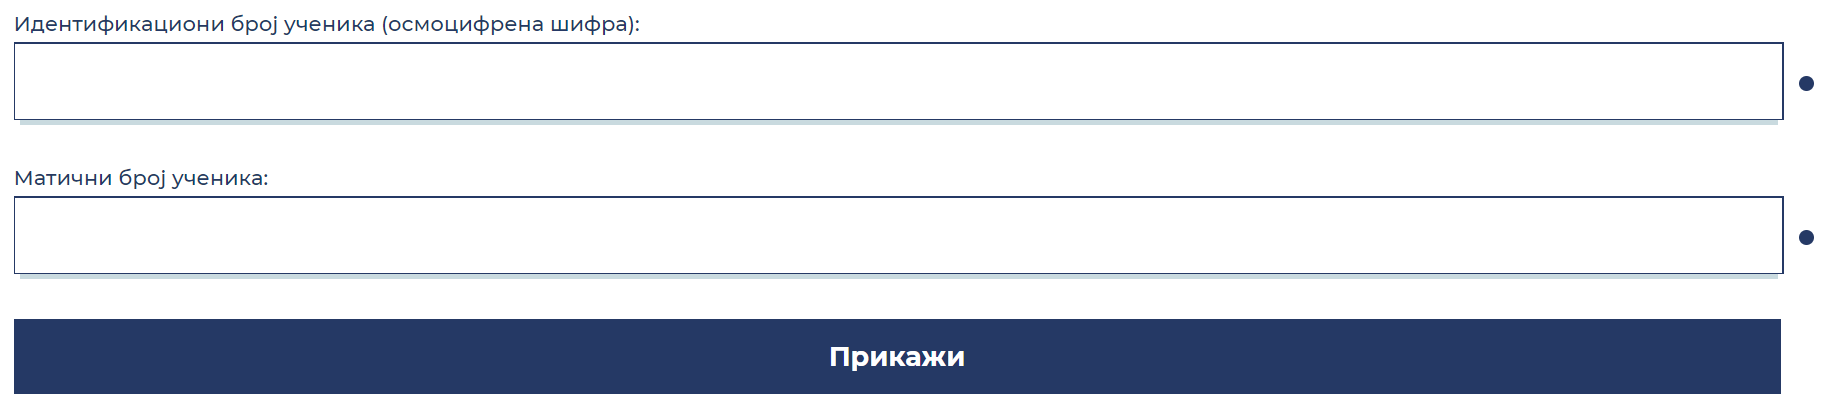 Идентификациони број ученика (осмоцифрена шифра):
Матични број ученика:
Прикажи